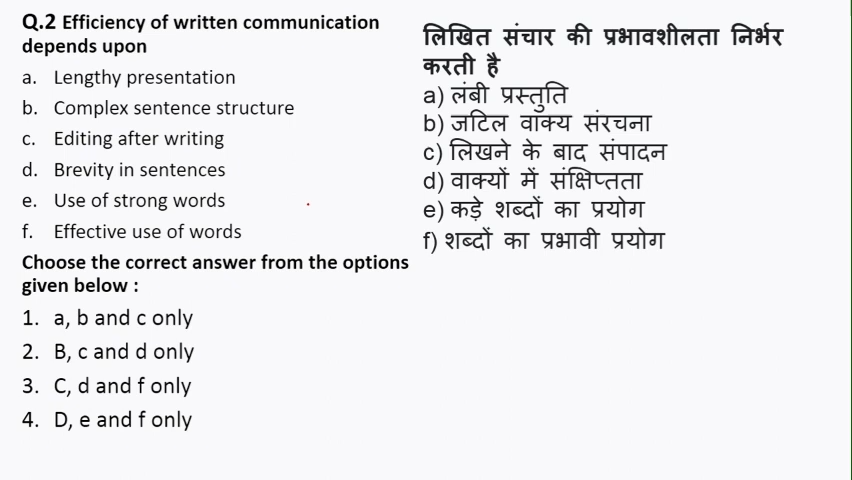 Q.2 Efficiency of written communication
depends upon
a. Lengthy presentation
b. Complex sentence structure
c. Editing after writing
d. Brevity in sentences
e. Use of strong words
f. Effective use of words
Choose the correct answer from the options
given below :
1. a, b and c only
2. B, c and d only
3. C, d and f only
4. D, e and f only
लिखित संचार की प्रभावशीलता निर्भर
करती है
a) लंबी प्रस्तुति
b) जटिल वाक्य संरचना
c) लिखने के बाद संपादन
d) वाक्यों में संक्षिप्तता
e) कड़े शब्दों का प्रयोग
f) शब्दों का प्रभावी प्रयोग